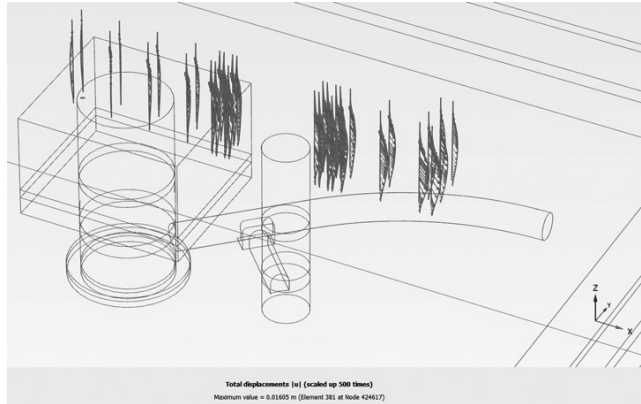 Z
Y
X
Total displacements |u| (scaled up 500 times)
Maximum value = 0.01605 m (Element 381 at Node 424617)